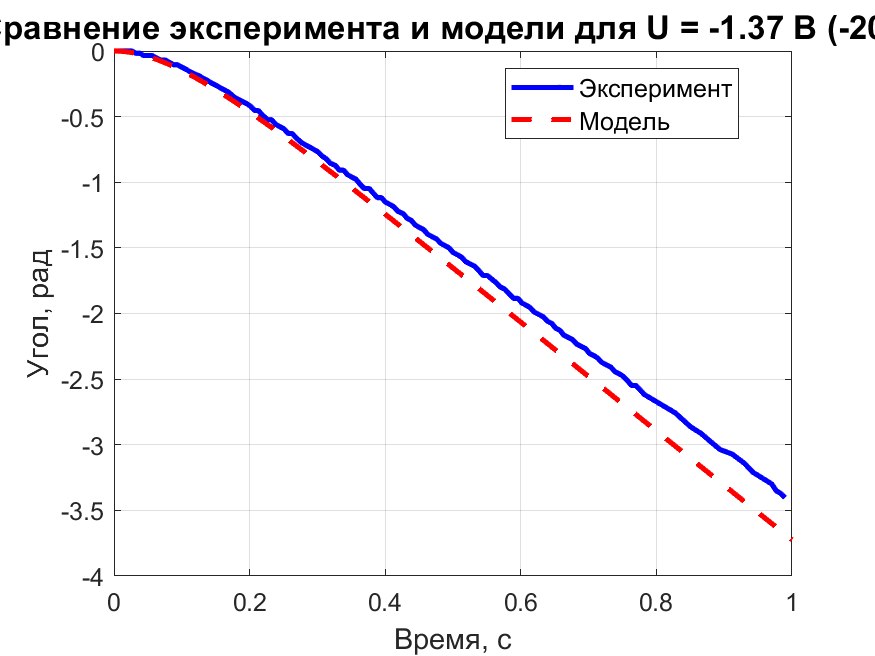 Сравнение эксперимента и модели для U = -1.37 В (-20
Эксперимент
Модель
0
-0.5
-1
-1.5
-2
-2.5
-3
-3.5
-4
Угол, рад
0 0.2 0.4 0.6 0.8 1
Время, с